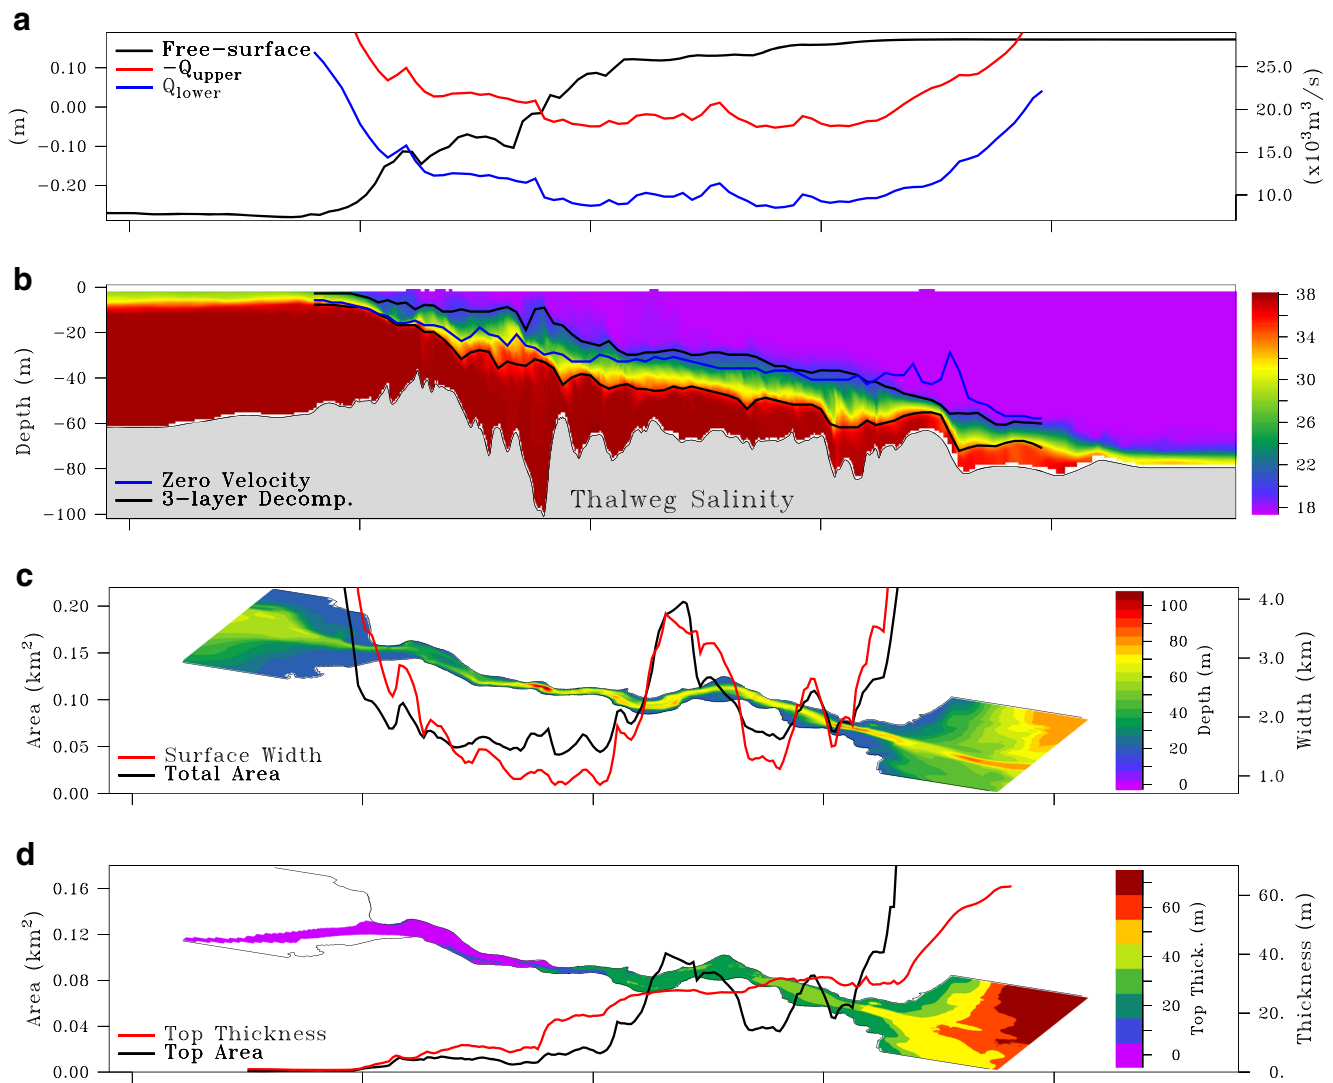 a
Free-surface
-Q upper
Q lower
0.10
0.00
-0.10
-0.20
(m)
25.0
20.0
15.0
10.0
(x10³m³/s)
b
0
-20
-40
-60
-80
-100
Depth (m)
Zero Velocity
3-layer Decomp.
Thalweg Salinity
38
34
30
26
22
18
c
0.20
0.15
0.10
0.05
0.00
Area (km²)
Surface Width
Total Area
100
80
60
40
20
0
Depth (m)
4.0
3.0
2.0
1.0
Width (km)
d
0.16
0.12
0.08
0.04
0.00
Area (km²)
Top Thickness
Top Area
60
40
20
0
Top Thick. (m)
60.
40.
20.
0.
Thickness (m)